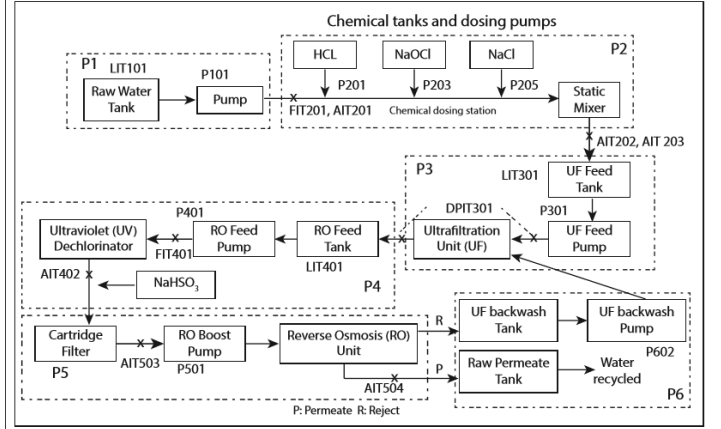 Chemical tanks and dosing pumps
P1
LIT101
P101
Raw Water
Tank
Pump
P2
HCL
NaOCl
NaCl
P201
P203
P205
FIT201, AIT201
Chemical dosing station
Static
Mixer
AIT202, AIT 203
P3
LIT301
UF Feed
Tank
P301
UF Feed
Pump
DPIT301
Ultrafiltration
Unit (UF)
P401
RO Feed
Tank
LIT401
RO Feed
Pump
FIT401
Ultraviolet (UV)
Dechlorinator
P4
AIT402
NaHSO3
Cartridge
Filter
P5
AIT503
RO Boost
Pump
P501
Reverse Osmosis (RO)
Unit
AIT504
R
P
UF backwash
Tank
UF backwash
Pump
P602
Raw Permeate
Tank
Water
recycled
P6
P: Permeate R: Reject